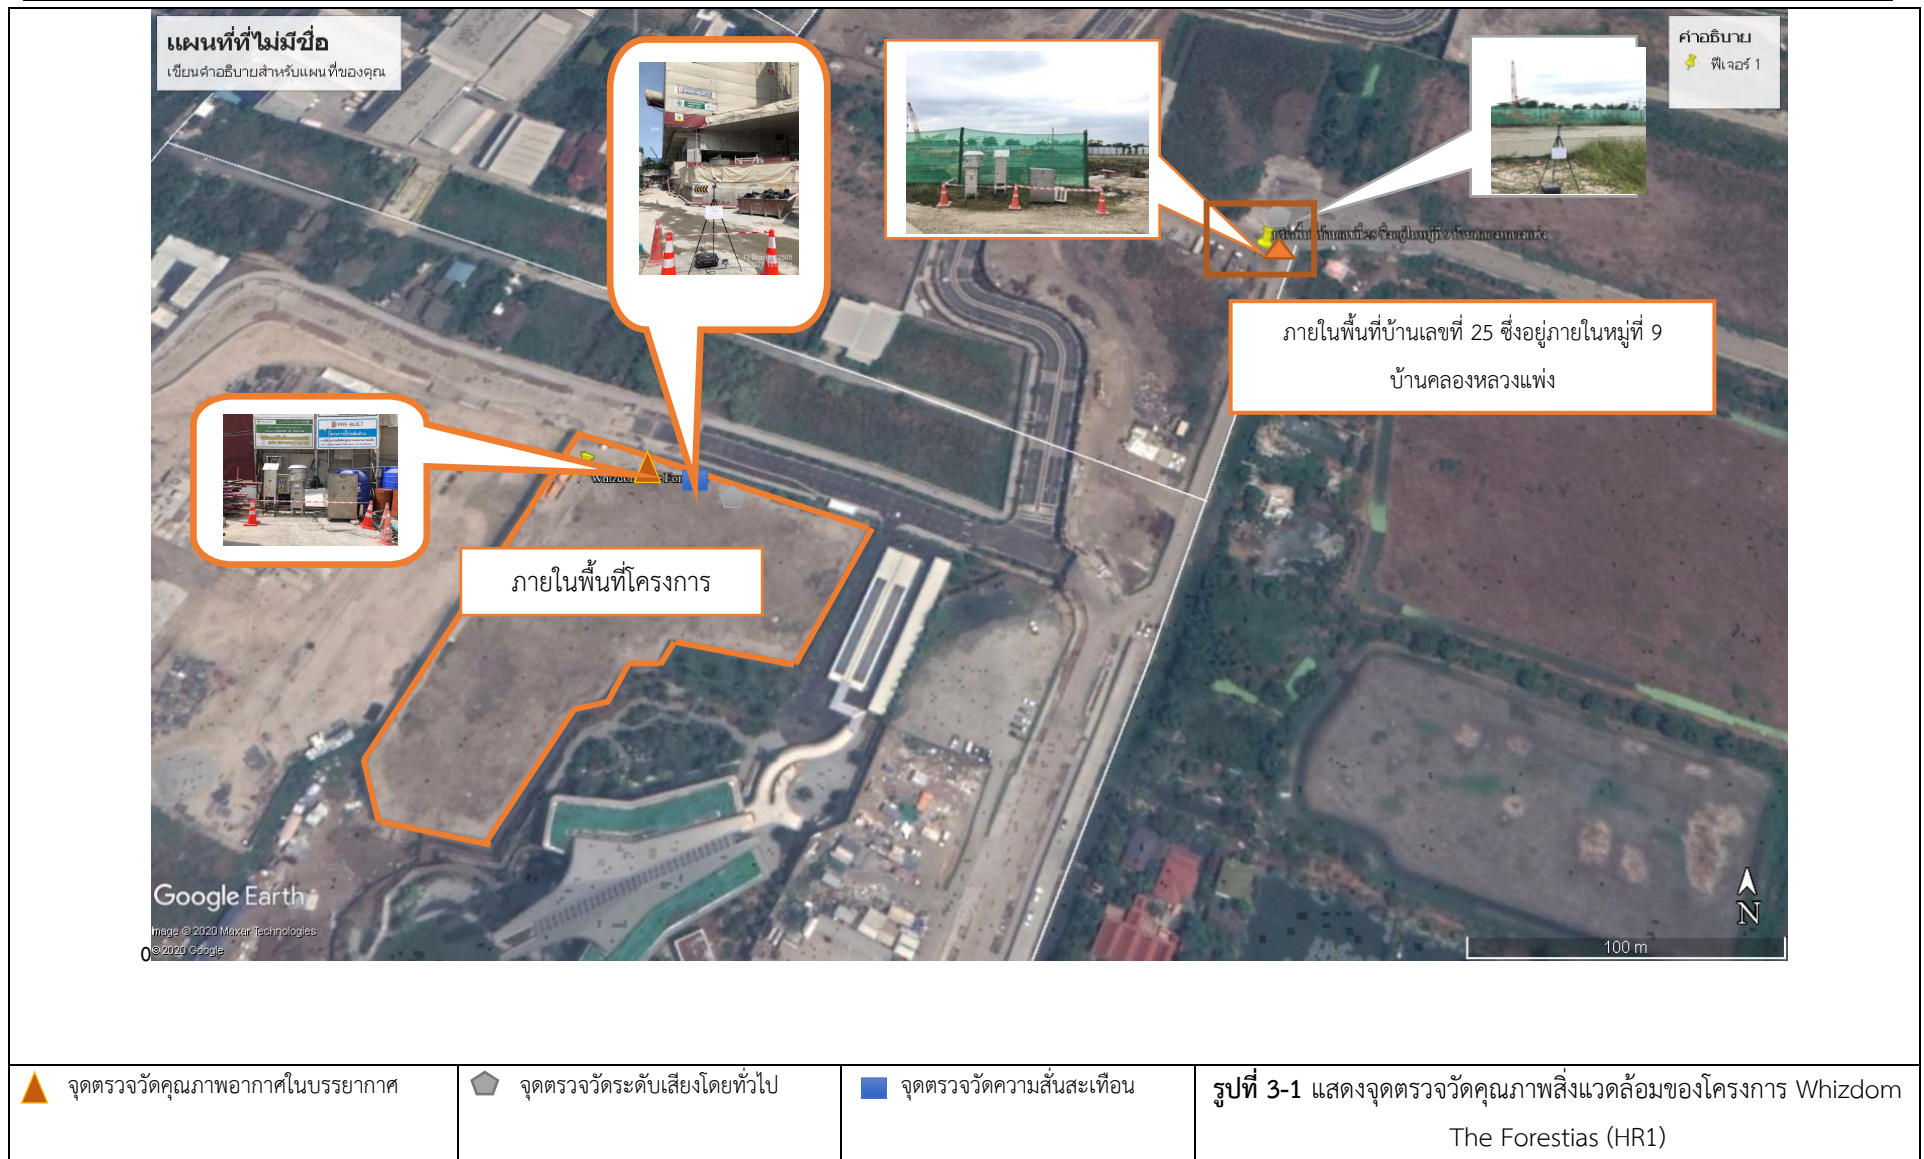 แผนที่ที่ไม่มีชื่อ
เขียนคำอธิบายสำหรับแผนที่ของคุณ
คำอธิบาย
ฟีเจอร์ 1
PRE-BUILT
PRE-BUILT
ภายในพื้นที่บ้านเลขที่ 25 ซึ่งอยู่ภายในหมู่ที่ 9
บ้านคลองหลวงแพ่ง
Whizdom
For
ภายในพื้นที่โครงการ
Google Earth
Image © 2020 Maxar Technologies
© 2020 Google
0
N
100 m
จุดตรวจวัดคุณภาพอากาศในบรรยากาศ
จุดตรวจวัดระดับเสียงโดยทั่วไป
จุดตรวจวัดความสั่นสะเทือน
รูปที่ 3-1 แสดงจุดตรวจวัดคุณภาพสิ่งแวดล้อมของโครงการ Whizdom
The Forestias (HR1)